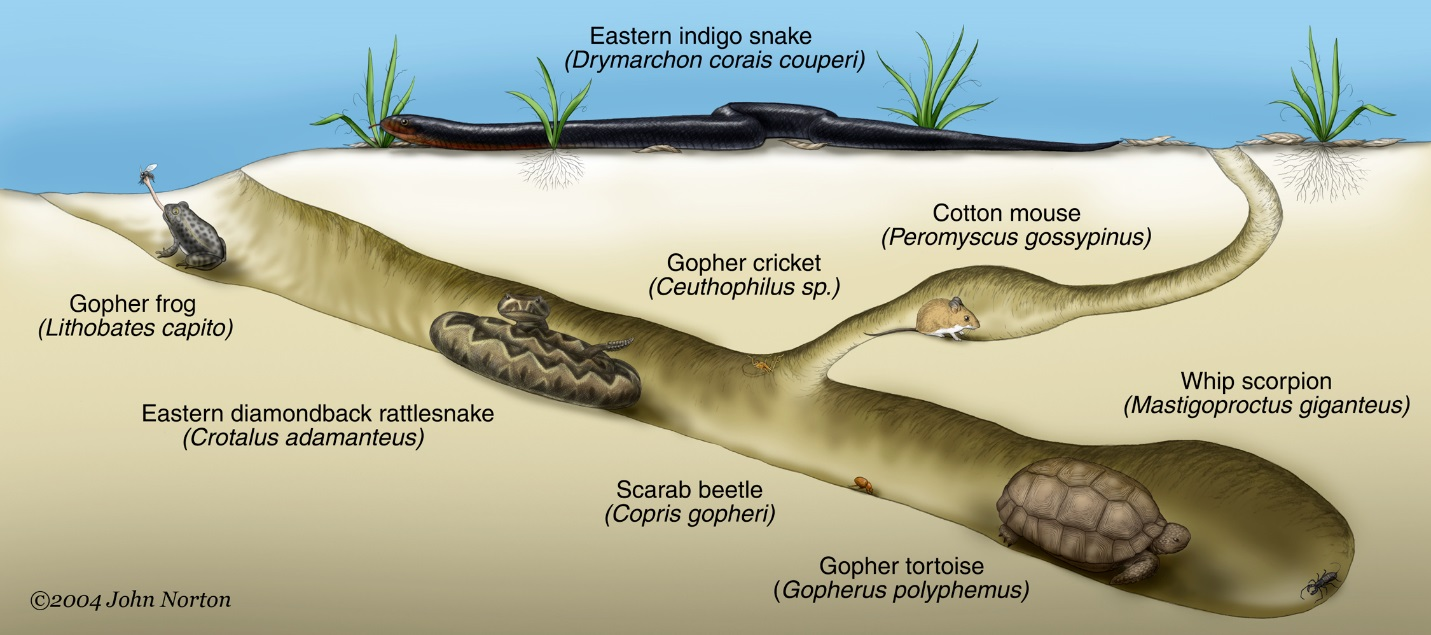 Eastern indigo snake
(Drymarchon corais couperi)
Cotton mouse
(Peromyscus gossypinus)
Gopher cricket
(Ceuthophilus sp.)
Gopher frog
(Lithobates capito)
Whip scorpion
(Mastigoproctus giganteus)
Eastern diamondback rattlesnake
(Crotalus adamanteus)
Scarab beetle
(Copris gopheri)
Gopher tortoise
(Gopherus polyphemus)
©2004 John Norton